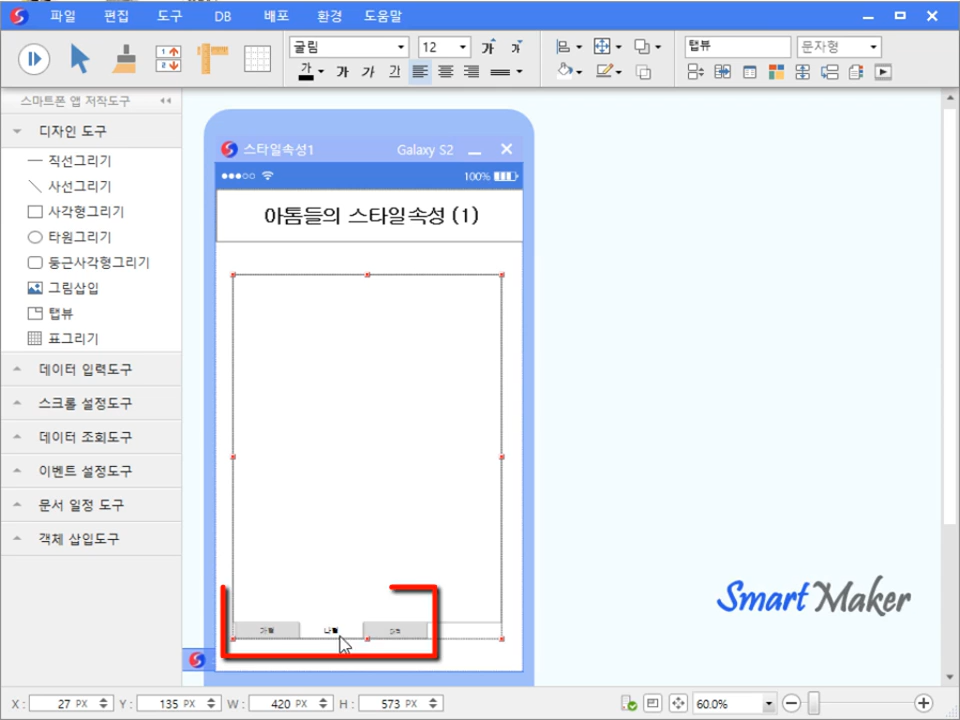 파일 편집 도구 DB 배포 환경 도움말
굴림 12 가 가 탭뷰 문자형
가 가 가 가
스마트폰 앱 저작도구
디자인 도구
직선그리기
사선그리기
사각형그리기
타원그리기
둥근사각형그리기
그림삽입
탭뷰
표그리기
데이터 입력도구
스크롤 설정도구
데이터 조회도구
이벤트 설정도구
문서 일정 도구
객체 삽입도구
스타일속성1 Galaxy S2
100%
아톰들의 스타일속성 (1)
SmartMaker
X: 27 PX Y: 135 PX W: 420 PX H: 573 PX 60.0%